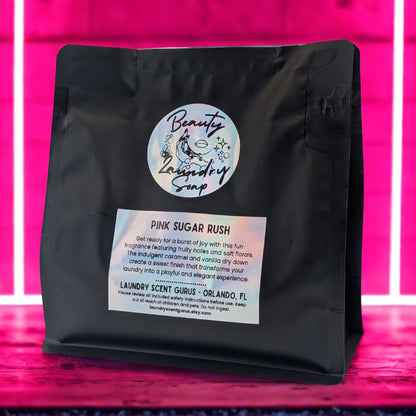 Beauty
Laundry
Soap
PINK SUGAR RUSH
Get ready for a burst of joy with this fun
fragrance featuring fruity notes and soft florals.
The indulgent caramel and vanilla dry down
create a sweet finish that transforms your
laundry into a playful and elegant experience.
LAUNDRY SCENT GURUS - ORLANDO, FL
Please review all included safety instructions before use. Keep
out of reach of children and pets. Do not ingest.
laundryscentgurus.etsy.com